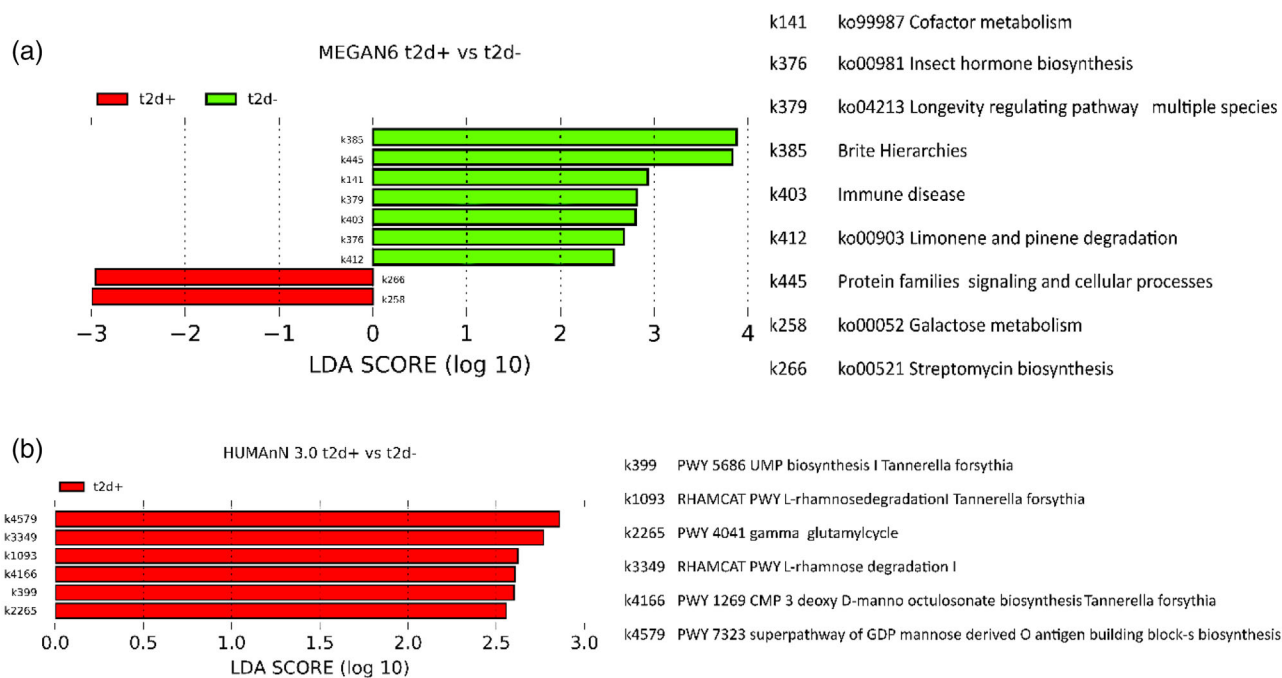 (a)
MEGAN6 t2d+ vs t2d-
t2d+ t2d-
k385
k445
k141
k379
k403
k376
k412
k266
k258
−3 −2 −1 0 1 2 3 4
LDA SCORE (log 10)
k141 ko99987 Cofactor metabolism
k376 ko00981 Insect hormone biosynthesis
k379 ko04213 Longevity regulating pathway multiple species
k385 Brite Hierarchies
k403 Immune disease
k412 ko00903 Limonene and pinene degradation
k445 Protein families signaling and cellular processes
k258 ko00052 Galactose metabolism
k266 ko00521 Streptomycin biosynthesis
(b)
HUMAnN 3.0 t2d+ vs t2d-
t2d+
k4579
k3349
k1093
k4166
k399
k2265
0.0 0.5 1.0 1.5 2.0 2.5 3.0
LDA SCORE (log 10)
k399 PWY 5686 UMP biosynthesis I Tannerella forsythia
k1093 RHAMCAT PWY L-rhamnosedegradationI Tannerella forsythia
k2265 PWY 4041 gamma glutamylcycle
k3349 RHAMCAT PWY L-rhamnose degradation I
k4166 PWY 1269 CMP 3 deoxy D-manno octulosonate biosynthesis Tannerella forsythia
k4579 PWY 7323 superpathway of GDP mannose derived O antigen building block-s biosynthesis